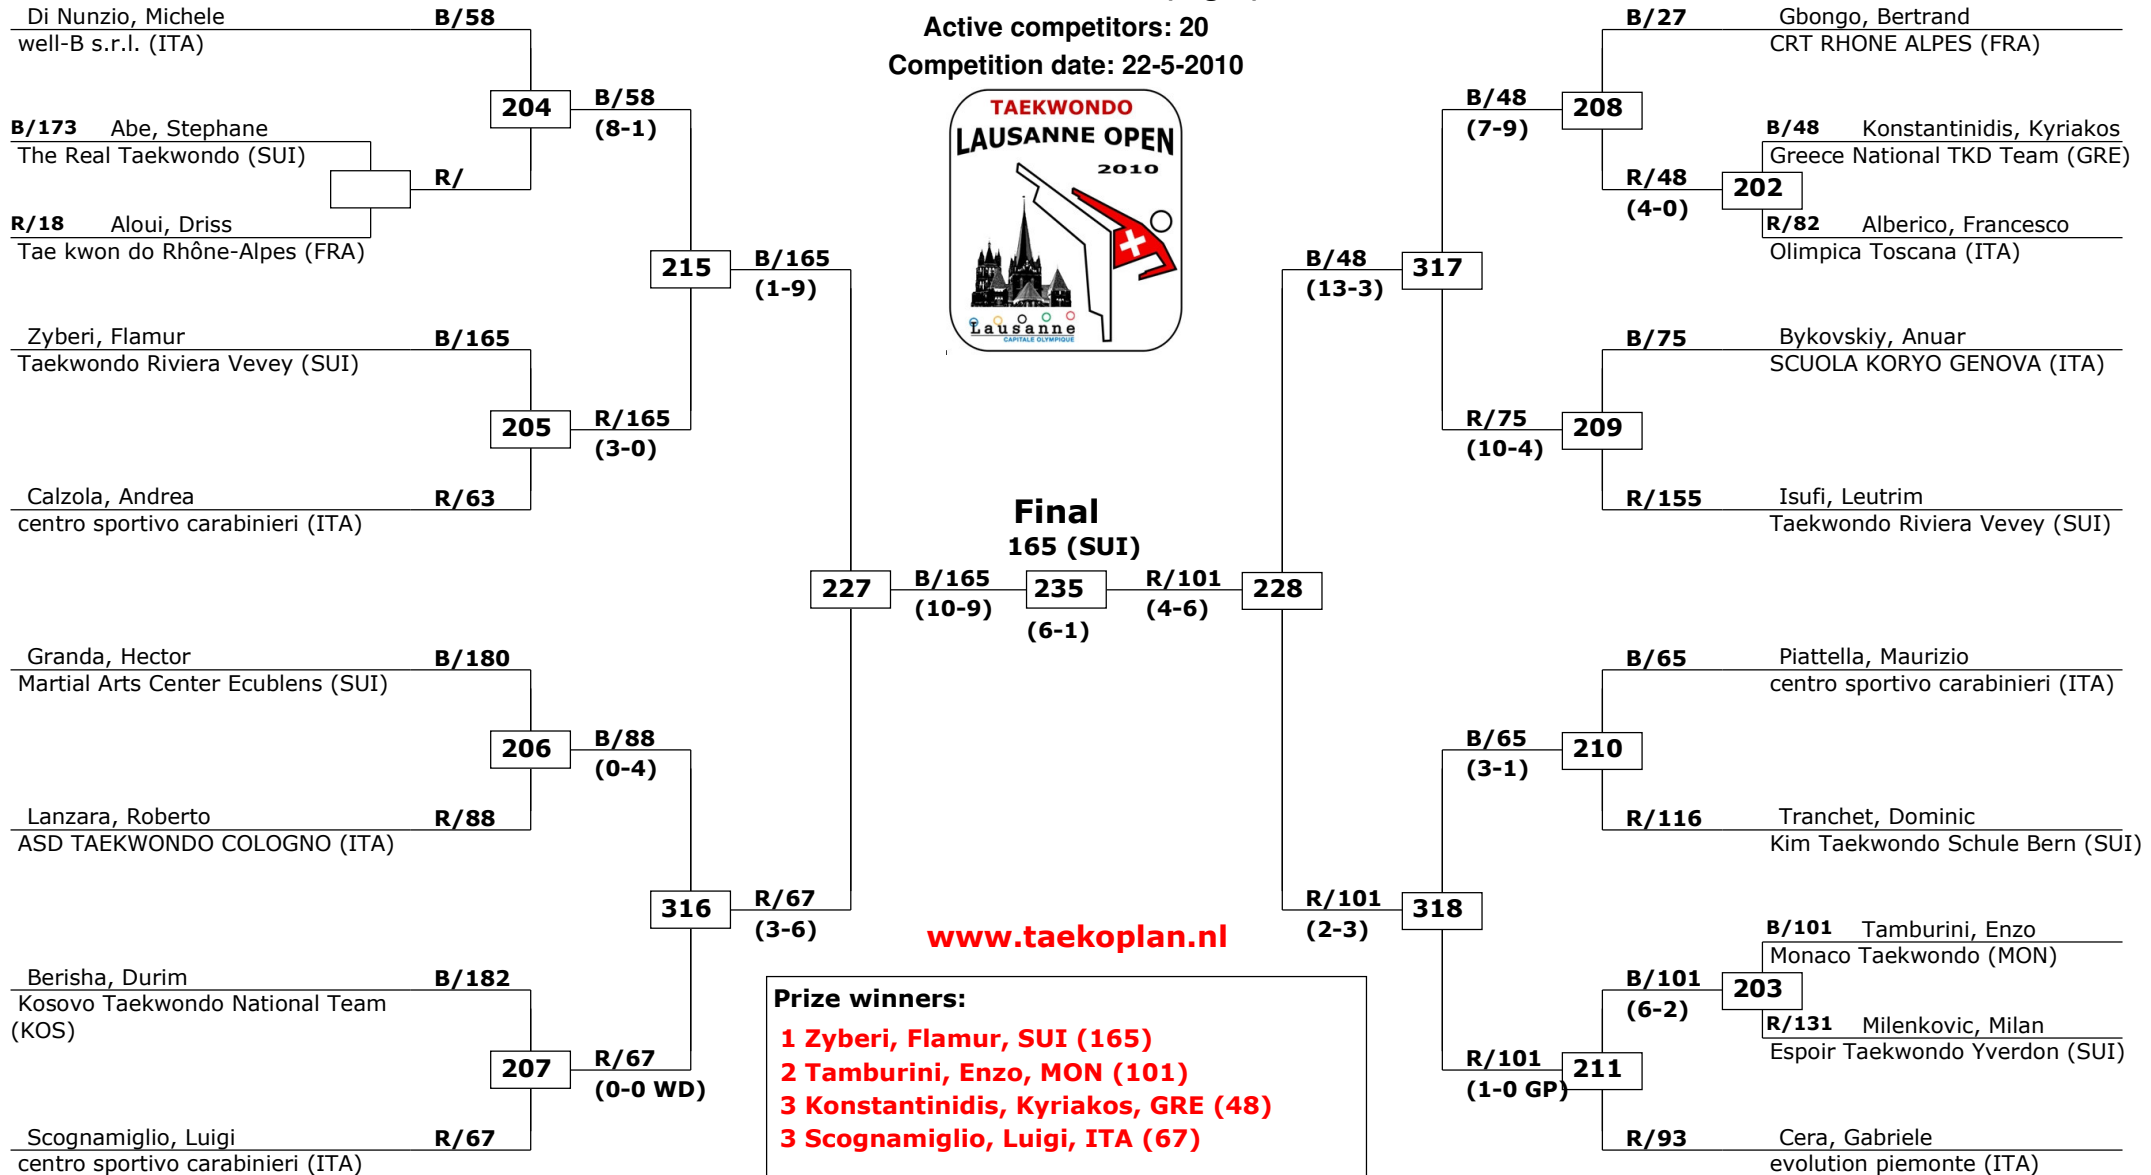 Active competitors: 20
Competition date: 22-5-2010
TAEKWONDO
LAUSANNE OPEN
2010
Lausanne
CAPITALE OLYMPIQUE
Di Nunzio, Michele B/58
well-B s.r.l. (ITA)
204
B/58
(8-1)
B/173 Abe, Stephane
The Real Taekwondo (SUI)
R/
R/18 Aloui, Driss
Tae kwon do Rhône-Alpes (FRA)
215
B/165
(1-9)
Zyberi, Flamur B/165
Taekwondo Riviera Vevey (SUI)
205
R/165
(3-0)
Calzola, Andrea R/63
centro sportivo carabinieri (ITA)
227
B/165
(10-9)
Granda, Hector B/180
Martial Arts Center Ecublens (SUI)
206
B/88
(0-4)
Lanzara, Roberto R/88
ASD TAEKWONDO COLOGNO (ITA)
316
R/67
(3-6)
Berisha, Durim B/182
Kosovo Taekwondo National Team
(KOS)
207
R/67
(0-0 WD)
Scognamiglio, Luigi R/67
centro sportivo carabinieri (ITA)
Final
165 (SUI)
235
(6-1)
B/27 Gbongo, Bertrand
CRT RHONE ALPES (FRA)
B/48
(7-9)
208
B/48 Konstantinidis, Kyriakos
Greece National TKD Team (GRE)
R/48
(4-0)
202
R/82 Alberico, Francesco
Olimpica Toscana (ITA)
B/48
(13-3)
317
B/75 Bykovskiy, Anuar
SCUOLA KORYO GENOVA (ITA)
R/75
(10-4)
209
R/155 Isufi, Leutrim
Taekwondo Riviera Vevey (SUI)
R/101
(4-6)
228
B/65 Piattella, Maurizio
centro sportivo carabinieri (ITA)
B/65
(3-1)
210
R/116 Tranchet, Dominic
Kim Taekwondo Schule Bern (SUI)
R/101
(2-3)
318
B/101 Tamburini, Enzo
Monaco Taekwondo (MON)
B/101
(6-2)
203
R/131 Milenkovic, Milan
Espoir Taekwondo Yverdon (SUI)
R/101
(1-0 GP)
211
R/93 Cera, Gabriele
evolution piemonte (ITA)
www.taekoplan.nl
Prize winners:
1 Zyberi, Flamur, SUI (165)
2 Tamburini, Enzo, MON (101)
3 Konstantinidis, Kyriakos, GRE (48)
3 Scognamiglio, Luigi, ITA (67)